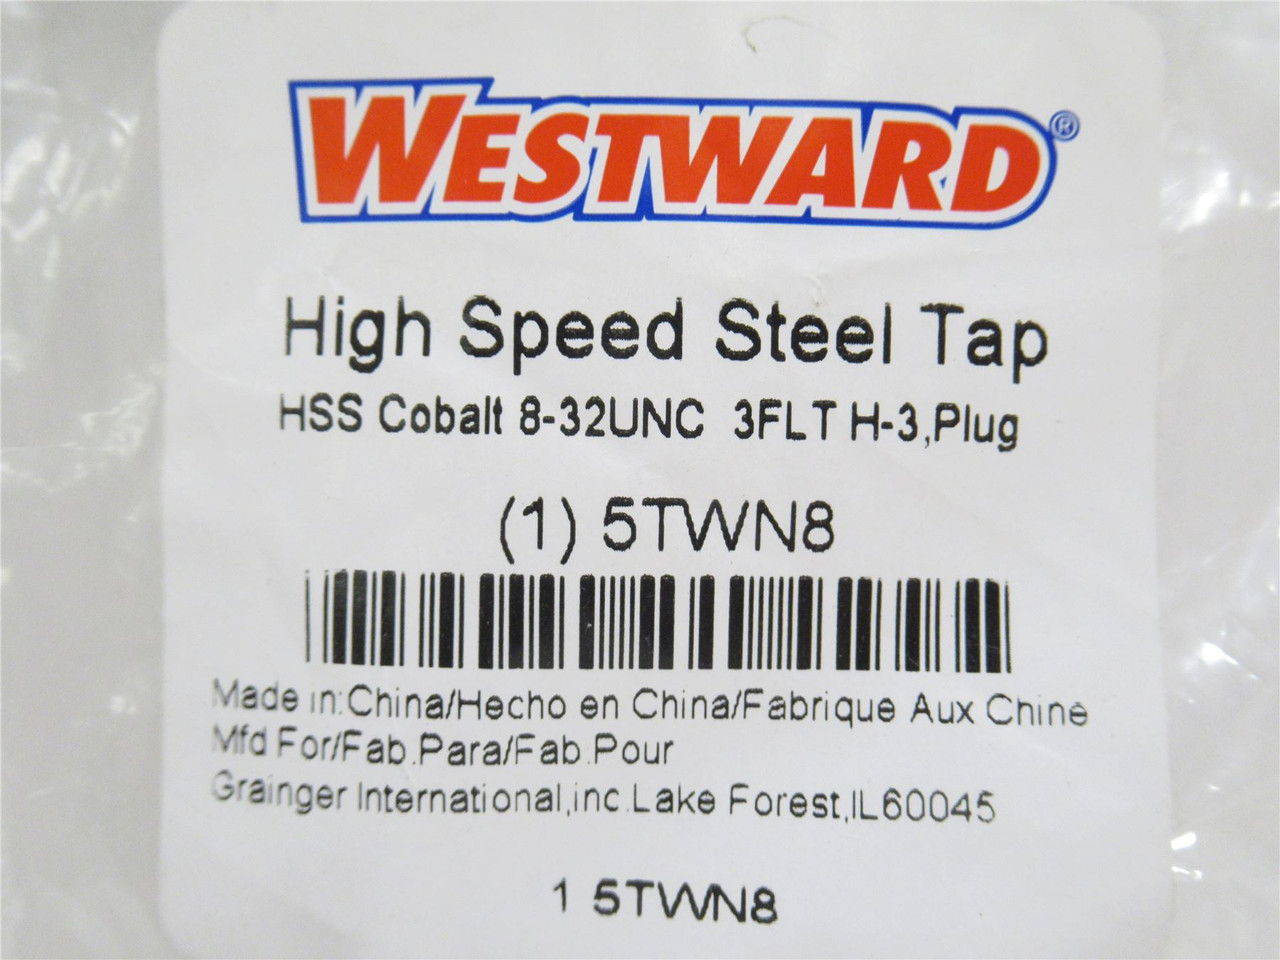 WESTWARD®
High Speed Steel Tap
HSS Cobalt 8-32UNC 3FLT H-3,Plug
(1) 5TWN8
Made in:China/Hecho en China/Fabrique Aux Chine
Mfd For/Fab.Para/Fab.Pour
Grainger International,inc.Lake Forest,IL60045
1 5TWN8